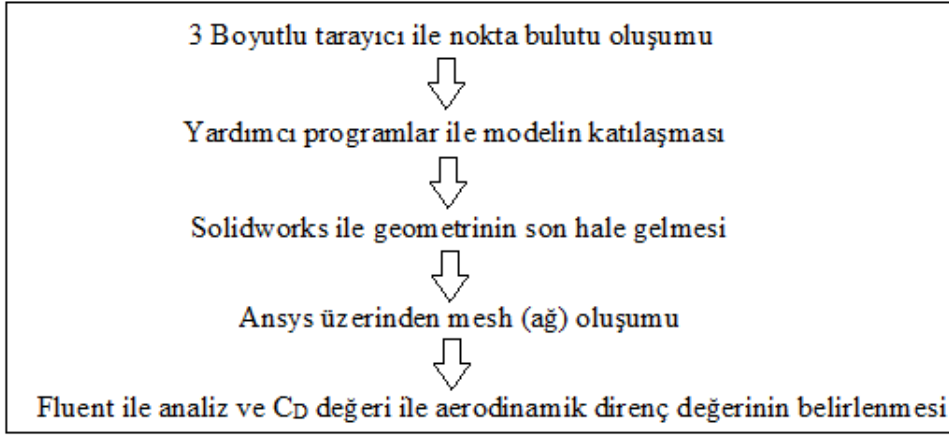 3 Boyutlu tarayıcı ile nokta bulutu oluşumu
Yardımcı programlar ile modelin katılaşması
Solidworks ile geometrinin son hale gelmesi
Ansys üzerinden mesh (ağ) oluşumu
Fluent ile analiz ve CD değeri ile aerodinamik direnç değerinin belirlenmesi